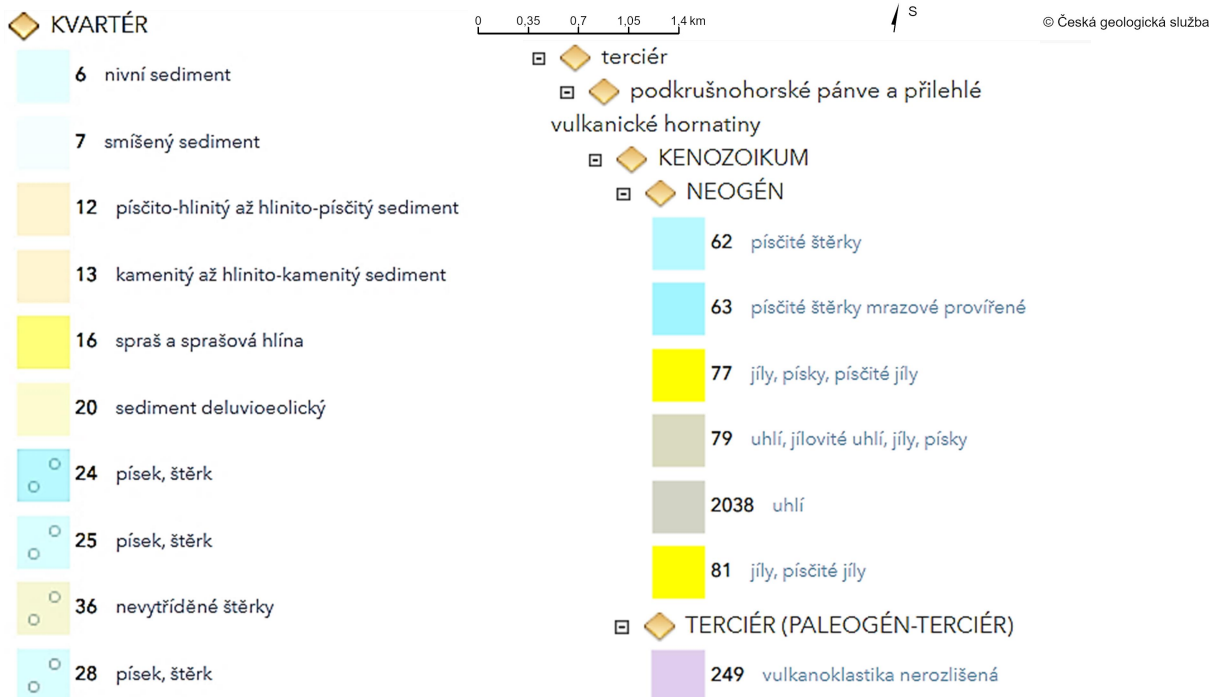 KVARTÉR
6 nivní sediment
7 smíšený sediment
12 písčito-hlinitý až hlinito-písčitý sediment
13 kamenitý až hlinito-kamenitý sediment
16 spraš a sprašová hlína
20 sediment deluvioeolický
24 písek, štěrk
25 písek, štěrk
36 nevytříděné štěrky
28 písek, štěrk
0 0,35 0,7 1,05 1,4 km
S
© Česká geologická služba
terciér
podkrušnohorské pánve a přilehlé
vulkanické hornatiny
KENOZOIKUM
NEOGÉN
62 písčité štěrky
63 písčité štěrky mrazové provířené
77 jíly, písky, písčité jíly
79 uhlí, jílovité uhlí, jíly, písky
2038 uhlí
81 jíly, písčité jíly
TERCIÉR (PALEOGÉN-TERCIÉR)
249 vulkanoklastika nerozlišená